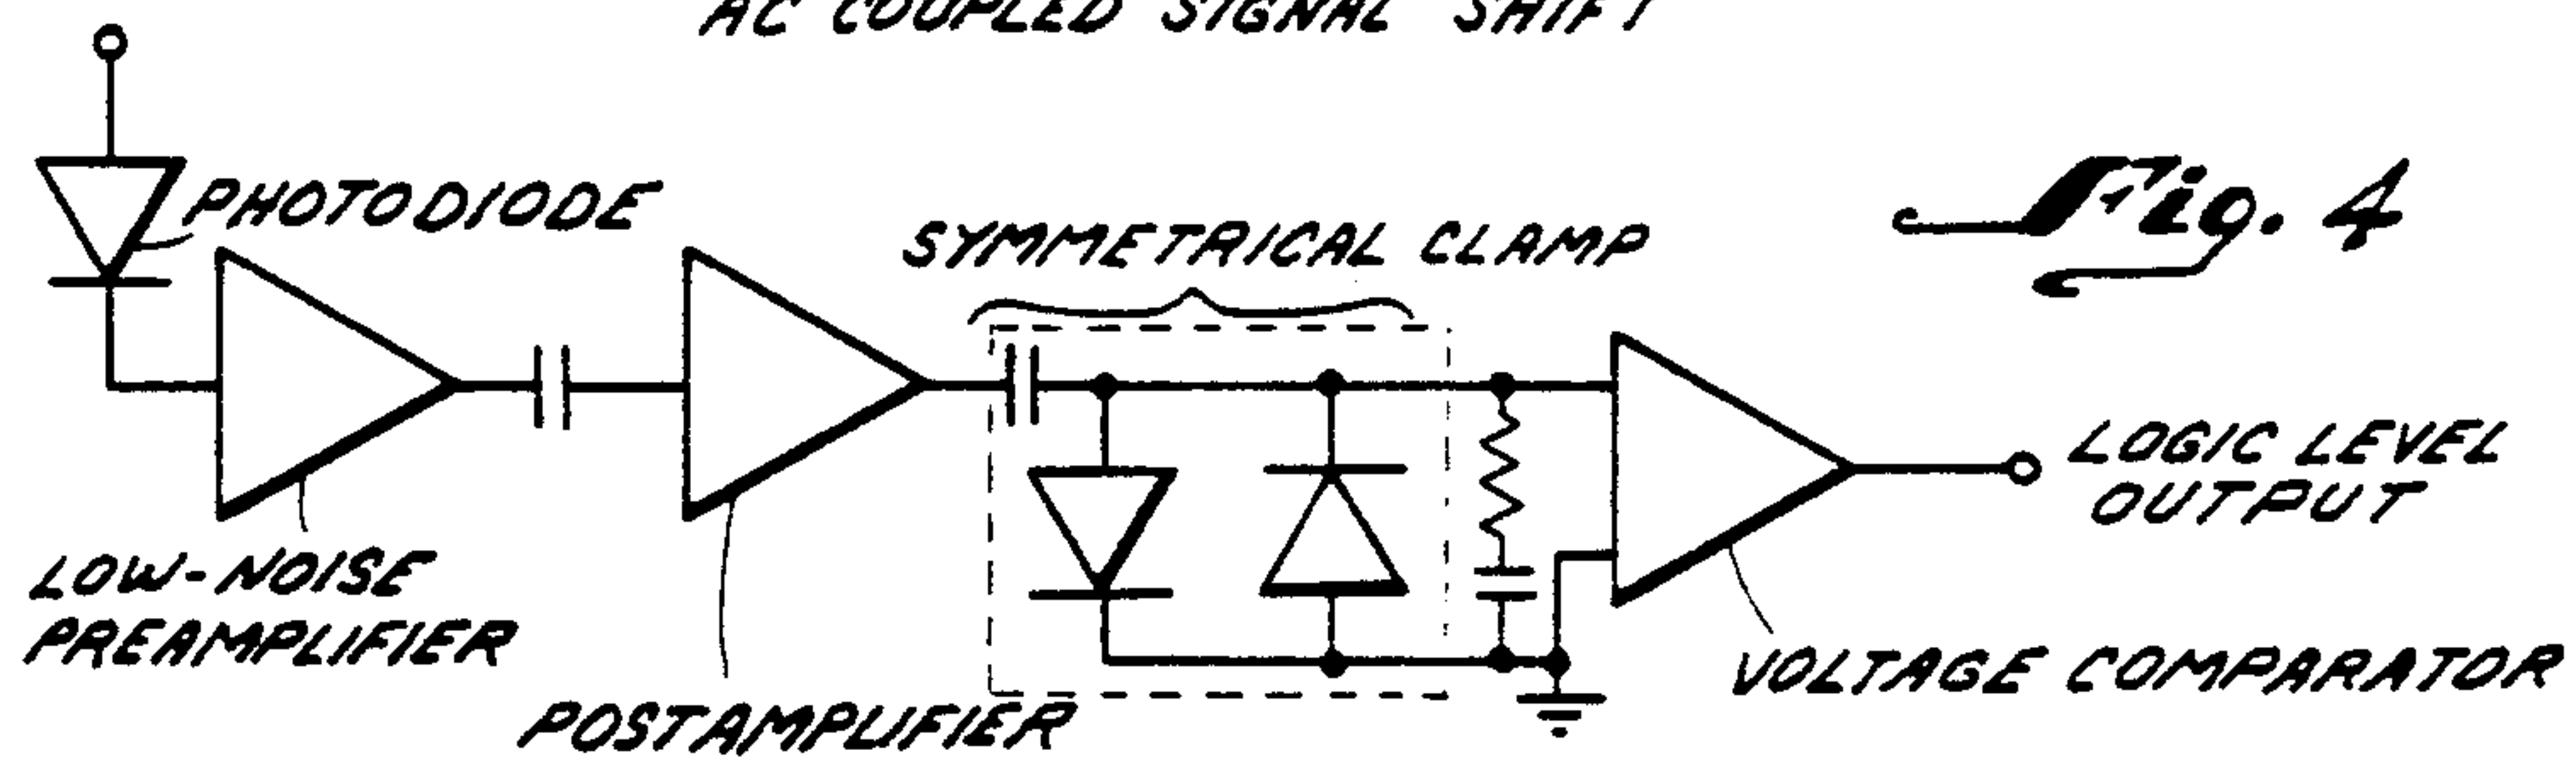 AC COUPLED SIGNAL SHIFT
PHOTODIODE
SYMMETRICAL CLAMP
Fig. 4
LOGIC LEVEL
OUTPUT
LOW-NOISE
PREAMPLIFIER
POSTAMPLIFIER
VOLTAGE COMPARATOR